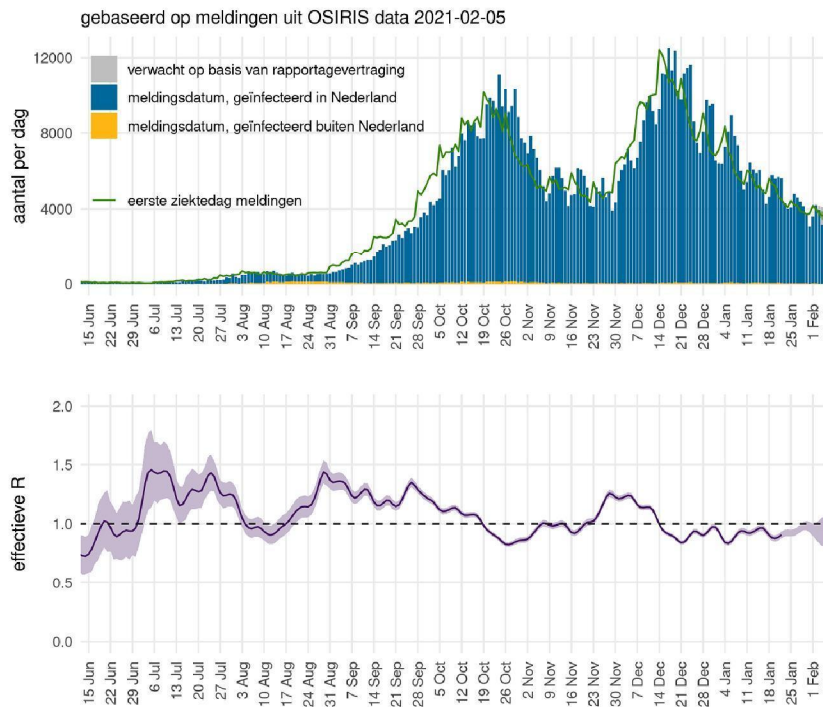 gebaseerd op meldingen uit OSIRIS data 2021-02-05
12000
8000
4000
0
aantal per dag
verwacht op basis van rapportagevertraging
meldingsdatum, geïnfecteerd in Nederland
meldingsdatum, geïnfecteerd buiten Nederland
eerste ziektedag meldingen
15 Jun
22 Jun
29 Jun
6 Jul
13 Jul
20 Jul
27 Jul
3 Aug
10 Aug
17 Aug
24 Aug
31 Aug
7 Sep
14 Sep
21 Sep
28 Sep
5 Oct
12 Oct
19 Oct
26 Oct
2 Nov
9 Nov
16 Nov
23 Nov
30 Nov
7 Dec
14 Dec
21 Dec
28 Dec
4 Jan
11 Jan
18 Jan
25 Jan
1 Feb
2.0
1.5
1.0
0.5
0.0
effectieve R
15 Jun
22 Jun
29 Jun
6 Jul
13 Jul
20 Jul
27 Jul
3 Aug
10 Aug
17 Aug
24 Aug
31 Aug
7 Sep
14 Sep
21 Sep
28 Sep
5 Oct
12 Oct
19 Oct
26 Oct
2 Nov
9 Nov
16 Nov
23 Nov
30 Nov
7 Dec
14 Dec
21 Dec
28 Dec
4 Jan
11 Jan
18 Jan
25 Jan
1 Feb